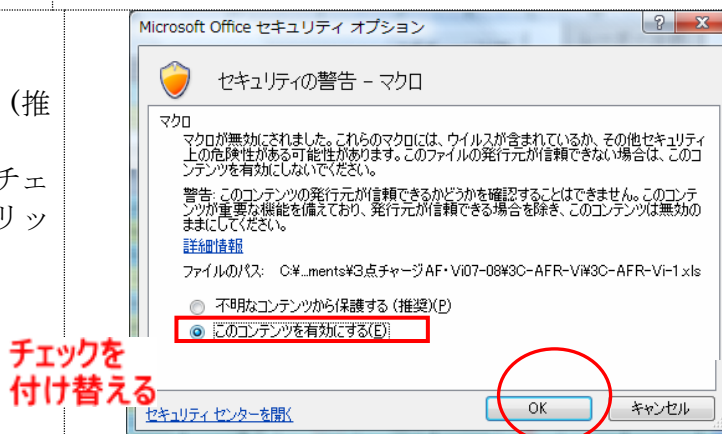 Microsoft Office セキュリティ オプション
セキュリティの警告 - マクロ
(推
チェ
リッ
マクロ
マクロが無効にされました。これらのマクロには、ウイルスが含まれているか、その他セキュリティ
上の危険性がある可能性があります。このファイルの発行元が信頼できない場合は、このコ
ンテンツを有効にしないでください。
警告: このコンテンツの発行元が信頼できるかどうかを確認することはできません。このコンテ
ンツが重要な機能を備えており、発行元が信頼できる場合を除き、このコンテンツは無効の
ままにしてください。
詳細情報
ファイルのパス: C:¥...ments¥3点チャージAF・Vi07-08¥3C-AFR-Vi¥3C-AFR-Vi-1.xls
不明なコンテンツから保護する (推奨)(P)
このコンテンツを有効にする(E)
チェックを
付け替える
セキュリティ センターを開く
OK
キャンセル